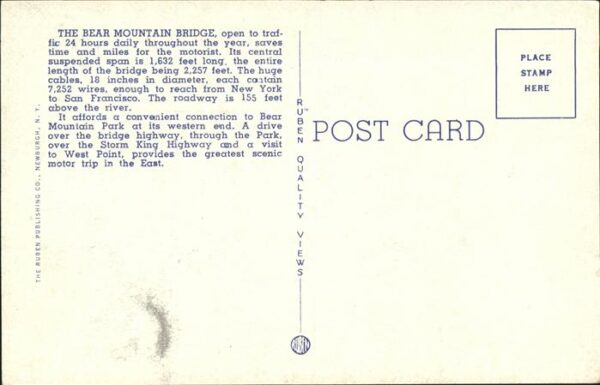 THE BEAR MOUNTAIN BRIDGE, open to traf-
fic 24 hours daily throughout the year, saves
time and miles for the motorist. Its central
suspended span is 1,632 feet long, the entire
length of the bridge being 2,257 feet. The huge
cables, 18 inches in diameter, each contain
7,252 wires, enough to reach from New York
to San Francisco. The roadway is 155 feet
above the river.
It affords a convenient connection to Bear
Mountain Park at its western end. A drive
over the bridge highway, through the Park,
over the Storm King Highway and a visit
to West Point, provides the greatest scenic
motor trip in the East.
THE RUBEN PUBLISHING CO., NEWBURGH, N. Y.
RUBEN QUALITY VIEWS
POST CARD
PLACE
STAMP
HERE